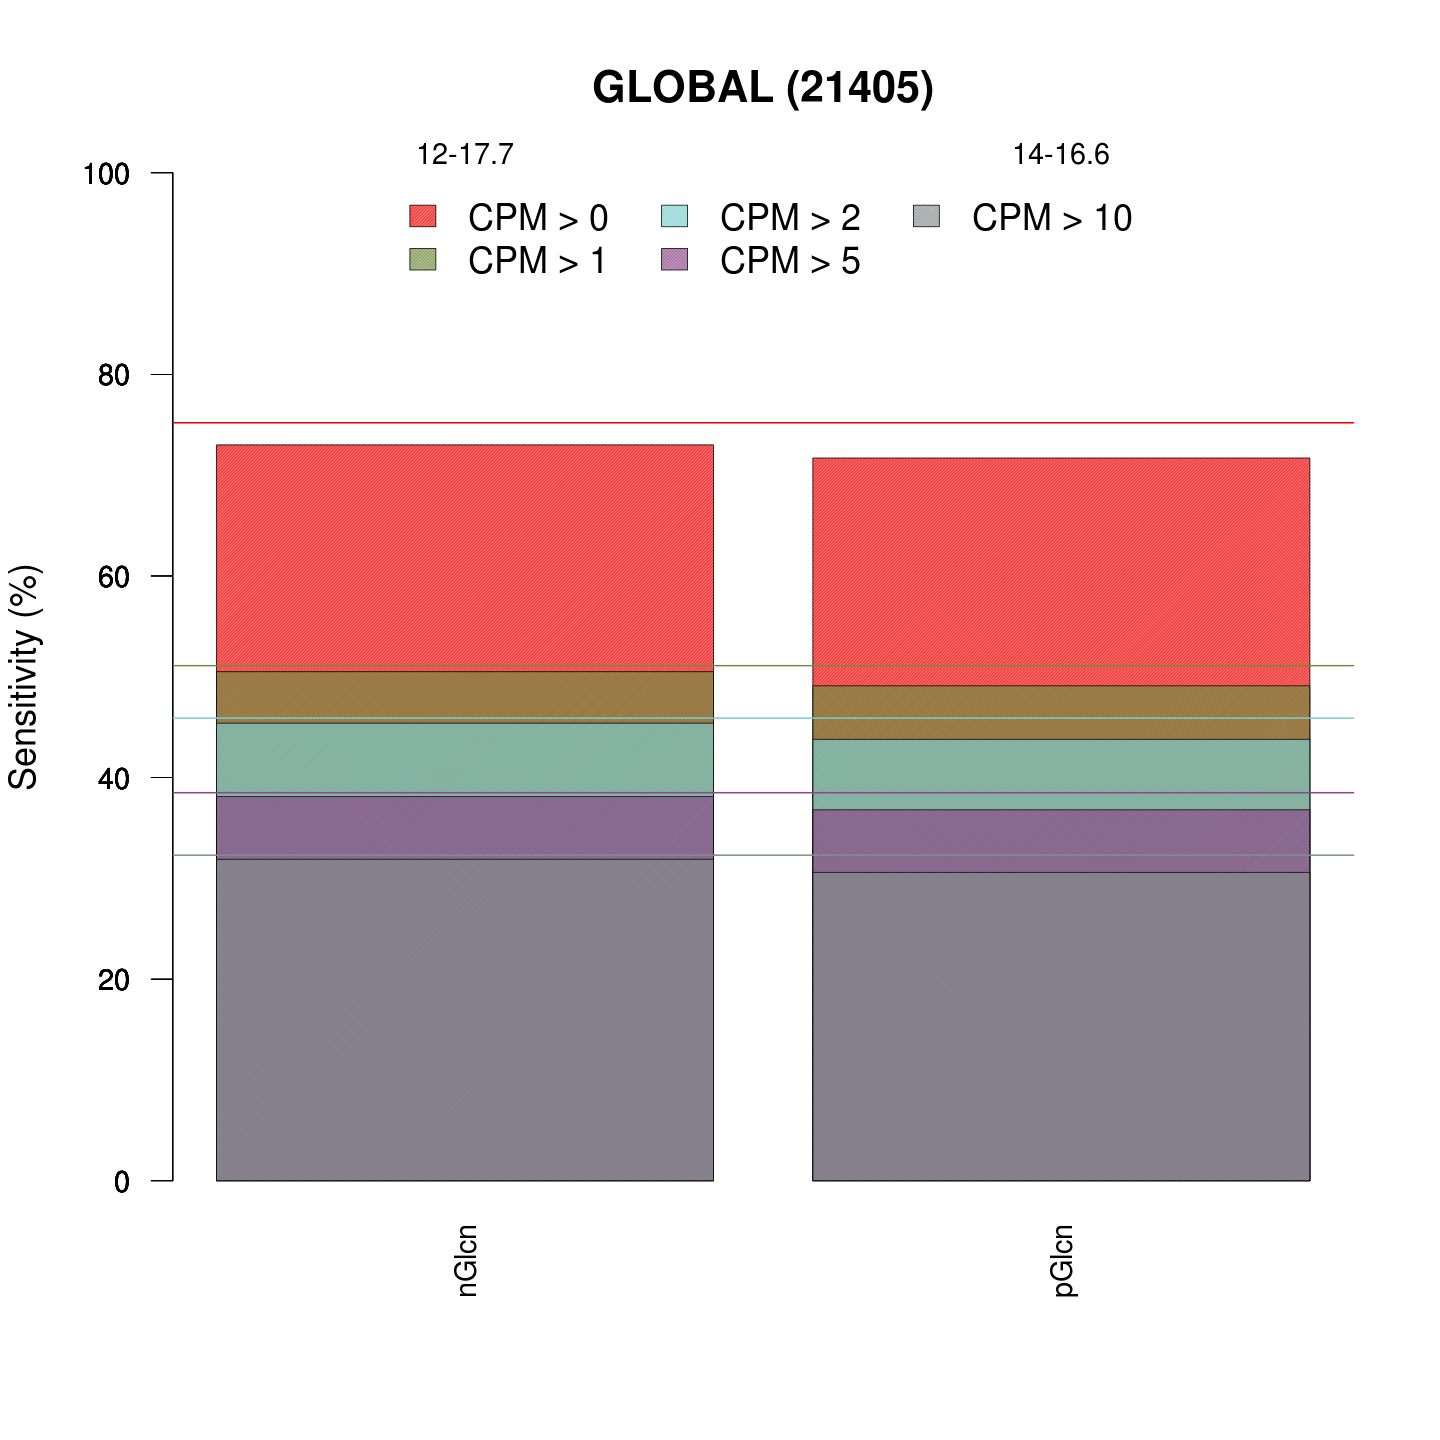 GLOBAL (21405)
12-17.7 14-16.6
CPM > 0 CPM > 2 CPM > 10
CPM > 1 CPM > 5
100
80
60
40
20
0
Sensitivity (%)
nGlcn pGlcn